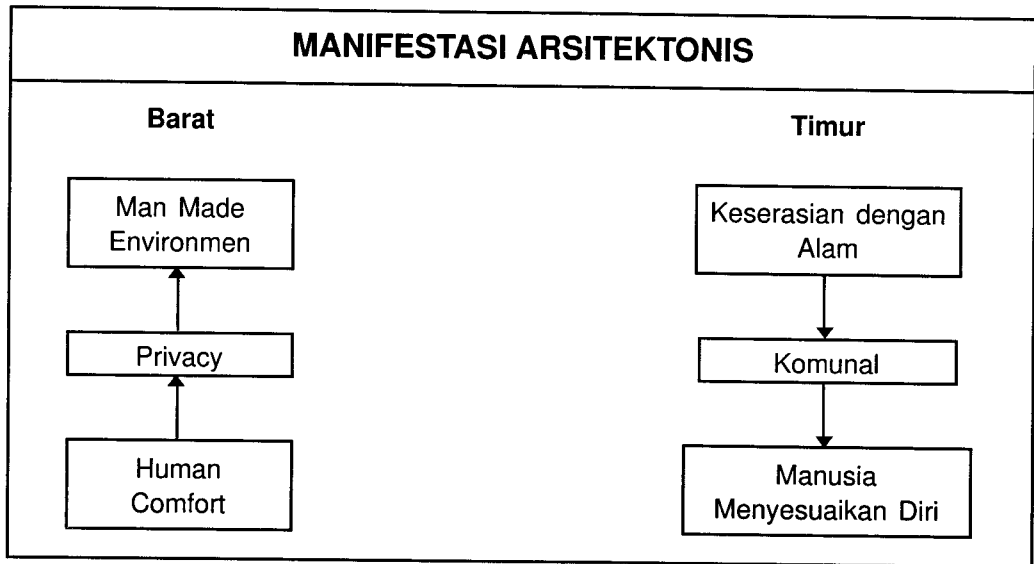 MANIFESTASI ARSITEKTONIS
Barat
Man Made
Environmen
Privacy
Human
Comfort
Timur
Keserasian dengan
Alam
Komunal
Manusia
Menyesuaikan Diri